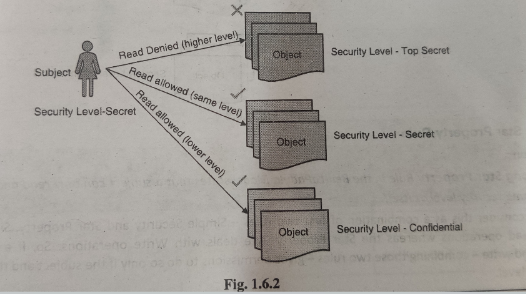 Read Denied (higher level)
Object
Security Level - Top Secret
Subject
Read allowed (same level)
Security Level-Secret
Read allowed (lower level)
Object
Security Level - Secret
Object
Security Level - Confidential
Fig. 1.6.2